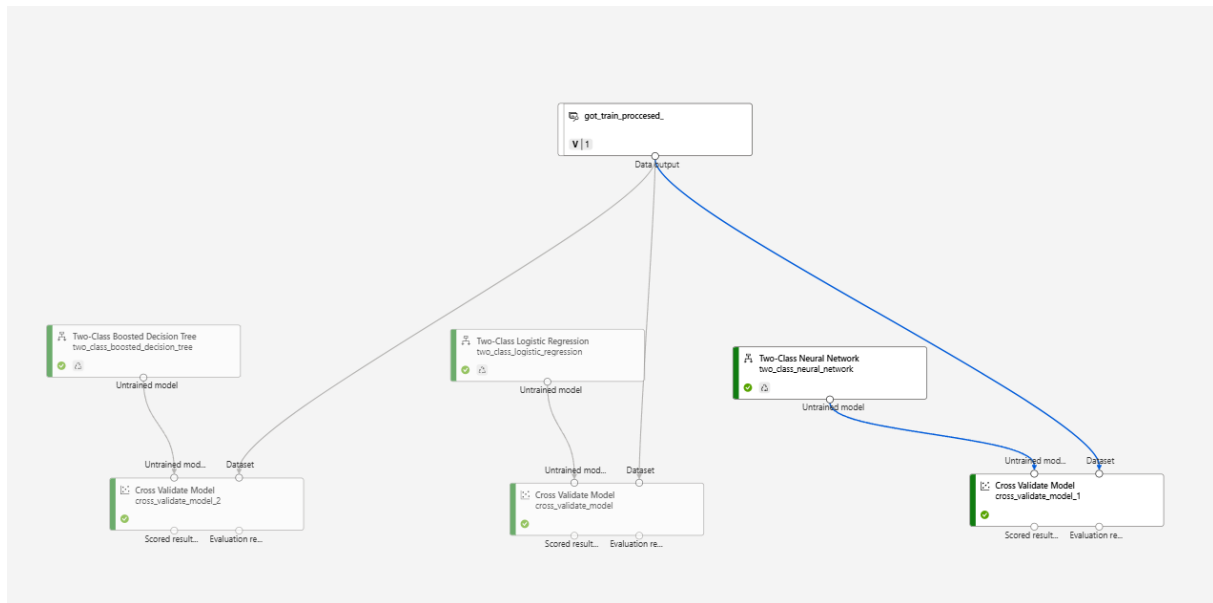 got_train_proccesed_
V | 1
Data output
Two-Class Boosted Decision Tree
two_class_boosted_decision_tree
Untrained model
Two-Class Logistic Regression
two_class_logistic_regression
Untrained model
Two-Class Neural Network
two_class_neural_network
Untrained model
Untrained mod... Dataset
Cross Validate Model
cross_validate_model_2
Scored result... Evaluation re...
Untrained mod... Dataset
Cross Validate Model
cross_validate_model
Scored result... Evaluation re...
Untrained mod... Dataset
Cross Validate Model
cross_validate_model_1
Scored result... Evaluation re...